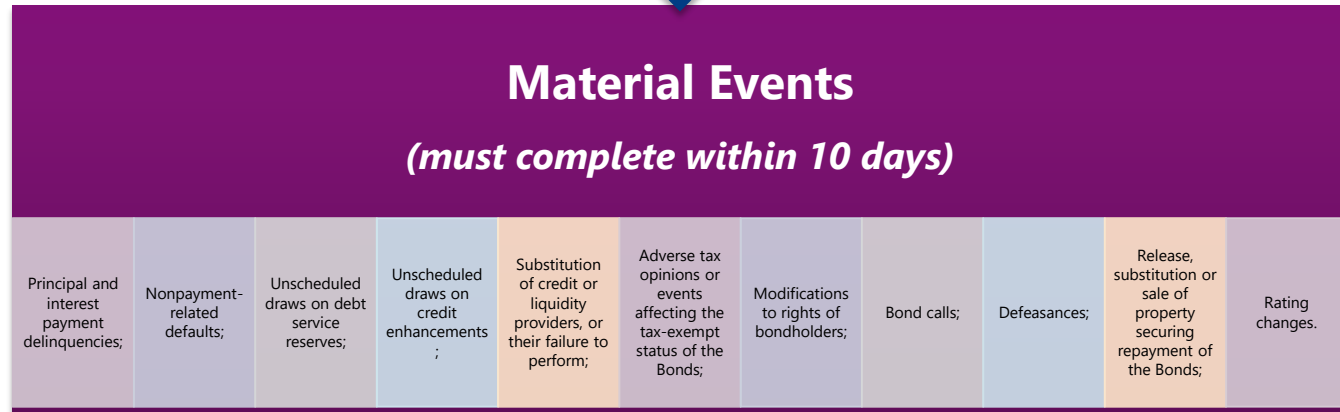 Material Events
(must complete within 10 days)
Principal and
interest
payment
delinquencies;
Nonpayment-
related
defaults;
Unscheduled
draws on debt
service
reserves;
Unscheduled
draws on
credit
enhancements
;
Substitution
of credit or
liquidity
providers, or
their failure to
perform;
Adverse tax
opinions or
events
affecting the
tax-exempt
status of the
Bonds;
Modifications
to rights of
bondholders;
Bond calls;
Defeasances;
Release,
substitution or
sale of
property
securing
repayment of
the Bonds;
Rating
changes.